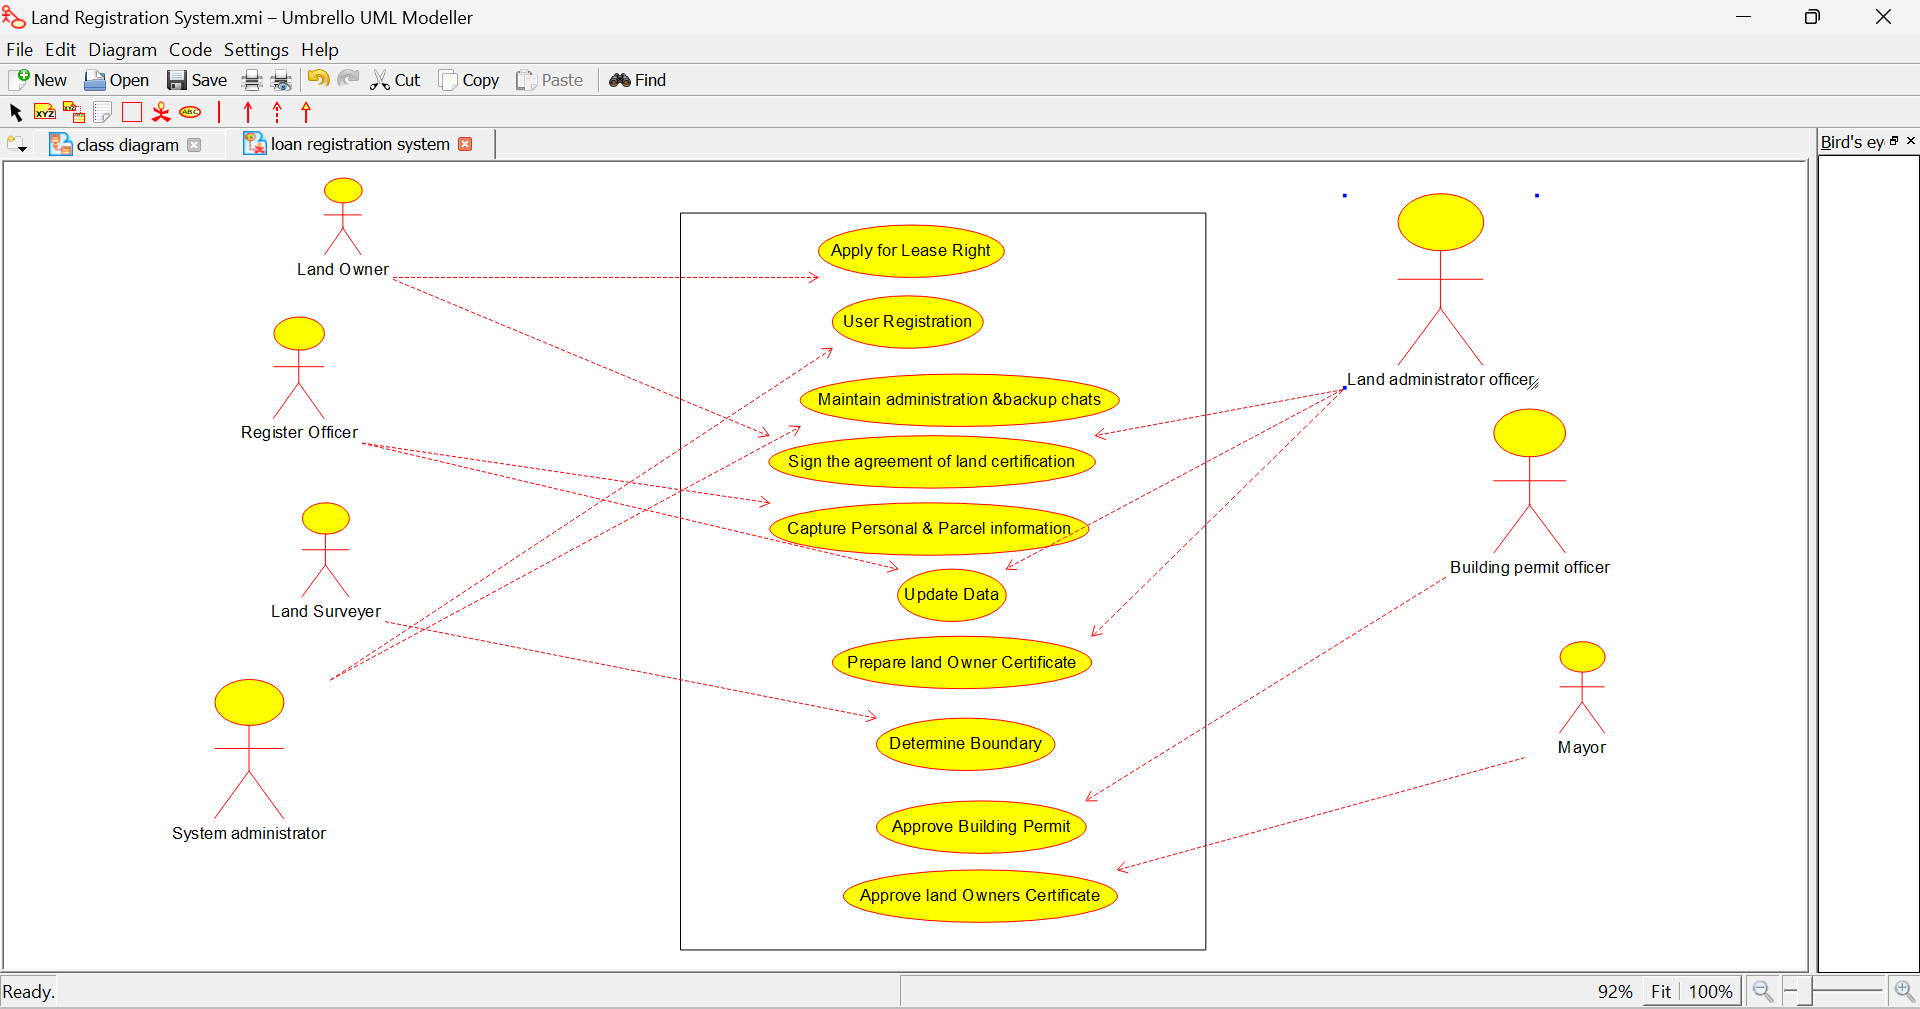 Land Registration System.xmi – Umbrello UML Modeller
File Edit Diagram Code Settings Help
New Open Save Cut Copy Paste Find
XYZ XYZ ABC
class diagram loan registration system
Bird's ey
Land Owner
Register Officer
Land Surveyer
System administrator
Apply for Lease Right
User Registration
Maintain administration &backup chats
Sign the agreement of land certification
Capture Personal & Parcel information
Update Data
Prepare land Owner Certificate
Determine Boundary
Approve Building Permit
Approve land Owners Certificate
Land administrator officer
Building permit officer
Mayor
Ready.
92% Fit 100%